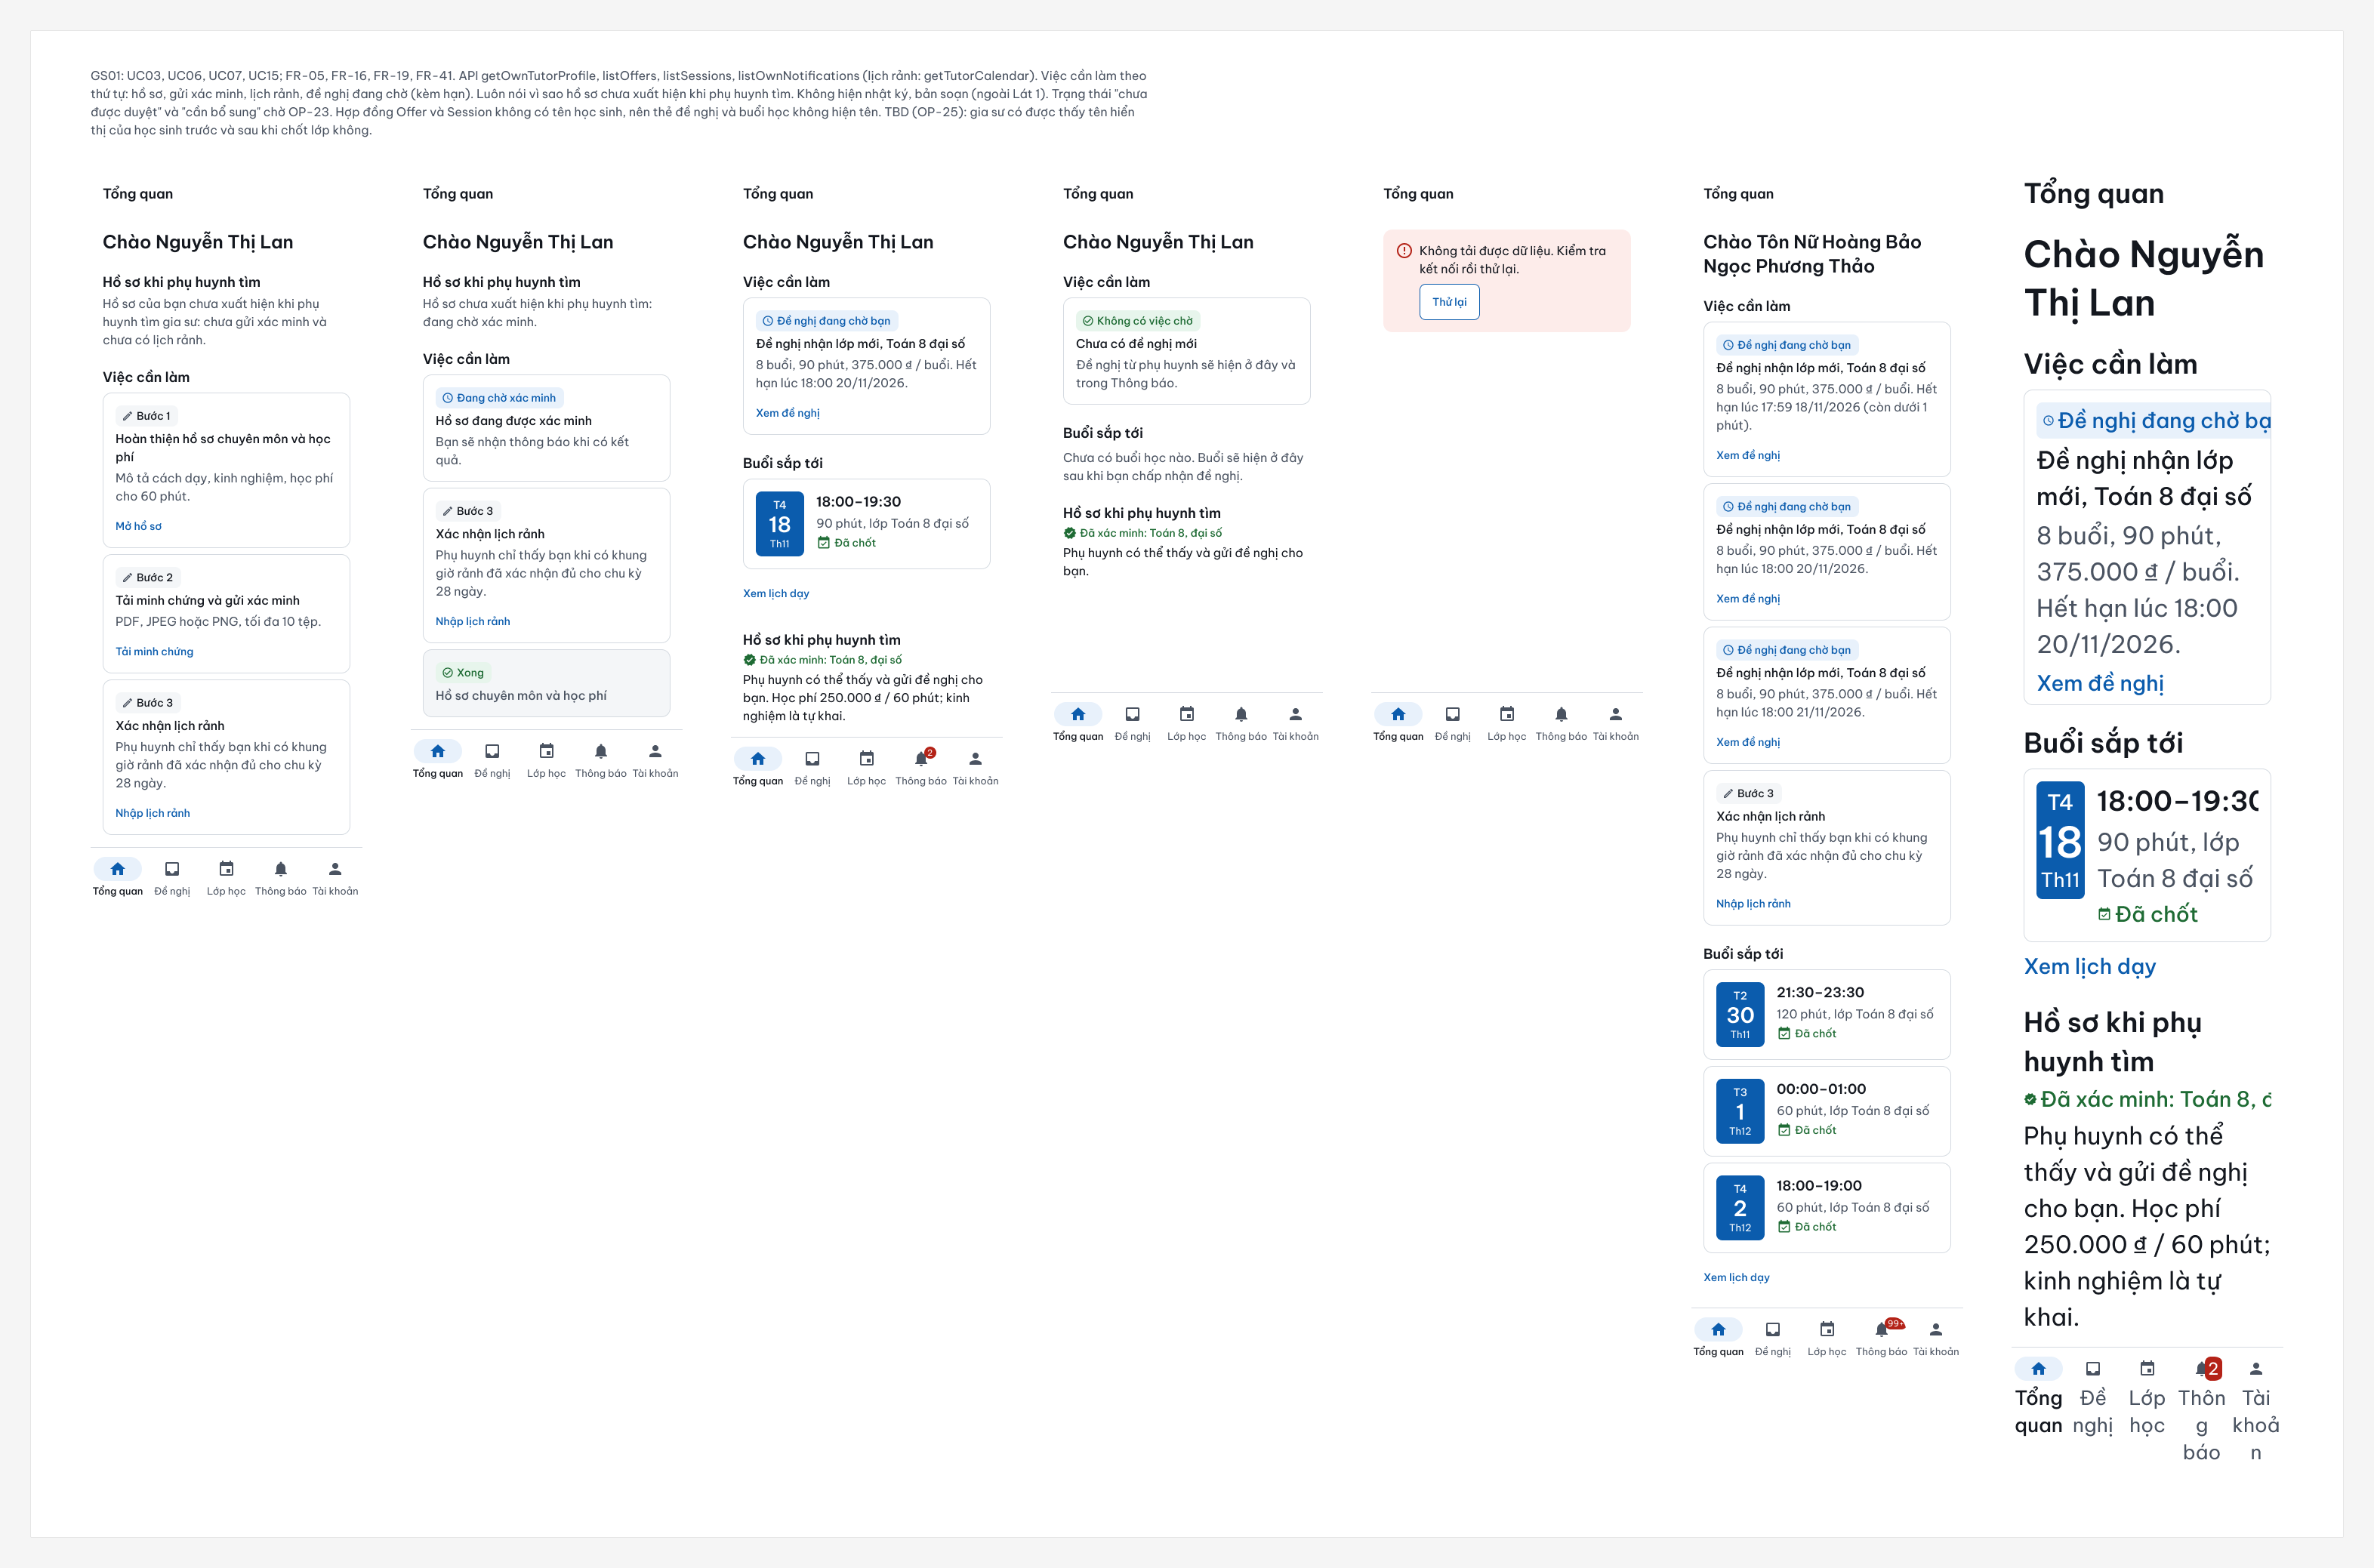 GS01: UC03, UC06, UC07, UC15; FR-05, FR-16, FR-19, FR-41. API getOwnTutorProfile, listOffers, listSessions, listOwnNotifications (lịch rảnh: getTutorCalendar). Việc cần làm theo
thứ tự: hồ sơ, gửi xác minh, lịch rảnh, đề nghị đang chờ (kèm hạn). Luôn nói vì sao hồ sơ chưa xuất hiện khi phụ huynh tìm. Không hiện nhật ký, bản soạn (ngoài Lát 1). Trạng thái "chưa
được duyệt" và "cần bổ sung" chờ OP-23. Hợp đồng Offer và Session không có tên học sinh, nên thẻ đề nghị và buổi học không hiện tên. TBD (OP-25): gia sư có được thấy tên hiển
thị của học sinh trước và sau khi chốt lớp không.
Tổng quan
Chào Nguyễn Thị Lan
Hồ sơ khi phụ huynh tìm
Hồ sơ của bạn chưa xuất hiện khi phụ
huynh tìm gia sư: chưa gửi xác minh và
chưa có lịch rảnh.
Việc cần làm
Bước 1
Hoàn thiện hồ sơ chuyên môn và học
phí
Mô tả cách dạy, kinh nghiệm, học phí
cho 60 phút.
Mở hồ sơ
Bước 2
Tải minh chứng và gửi xác minh
PDF, JPEG hoặc PNG, tối đa 10 tệp.
Tải minh chứng
Bước 3
Xác nhận lịch rảnh
Phụ huynh chỉ thấy bạn khi có khung
giờ rảnh đã xác nhận đủ cho chu kỳ
28 ngày.
Nhập lịch rảnh
Tổng quan Đề nghị Lớp học Thông báo Tài khoản
Tổng quan
Chào Nguyễn Thị Lan
Hồ sơ khi phụ huynh tìm
Hồ sơ chưa xuất hiện khi phụ huynh tìm:
đang chờ xác minh.
Việc cần làm
Đang chờ xác minh
Hồ sơ đang được xác minh
Bạn sẽ nhận thông báo khi có kết
quả.
Bước 3
Xác nhận lịch rảnh
Phụ huynh chỉ thấy bạn khi có khung
giờ rảnh đã xác nhận đủ cho chu kỳ
28 ngày.
Nhập lịch rảnh
Xong
Hồ sơ chuyên môn và học phí
Tổng quan Đề nghị Lớp học Thông báo Tài khoản
Tổng quan
Chào Nguyễn Thị Lan
Việc cần làm
Đề nghị đang chờ bạn
Đề nghị nhận lớp mới, Toán 8 đại số
8 buổi, 90 phút, 375.000 ₫ / buổi. Hết
hạn lúc 18:00 20/11/2026.
Xem đề nghị
Buổi sắp tới
T4
18
Th11
18:00–19:30
90 phút, lớp Toán 8 đại số
Đã chốt
Xem lịch dạy
Hồ sơ khi phụ huynh tìm
Đã xác minh: Toán 8, đại số
Phụ huynh có thể thấy và gửi đề nghị cho
bạn. Học phí 250.000 ₫ / 60 phút; kinh
nghiệm là tự khai.
2
Tổng quan Đề nghị Lớp học Thông báo Tài khoản
Tổng quan
Chào Nguyễn Thị Lan
Việc cần làm
Không có việc chờ
Chưa có đề nghị mới
Đề nghị từ phụ huynh sẽ hiện ở đây và
trong Thông báo.
Buổi sắp tới
Chưa có buổi học nào. Buổi sẽ hiện ở đây
sau khi bạn chấp nhận đề nghị.
Hồ sơ khi phụ huynh tìm
Đã xác minh: Toán 8, đại số
Phụ huynh có thể thấy và gửi đề nghị cho
bạn.
Tổng quan Đề nghị Lớp học Thông báo Tài khoản
Tổng quan
Không tải được dữ liệu. Kiểm tra
kết nối rồi thử lại.
Thử lại
Tổng quan Đề nghị Lớp học Thông báo Tài khoản
Tổng quan
Chào Tôn Nữ Hoàng Bảo
Ngọc Phương Thảo
Việc cần làm
Đề nghị đang chờ bạn
Đề nghị nhận lớp mới, Toán 8 đại số
8 buổi, 90 phút, 375.000 ₫ / buổi. Hết
hạn lúc 17:59 18/11/2026 (còn dưới 1
phút).
Xem đề nghị
Đề nghị đang chờ bạn
Đề nghị nhận lớp mới, Toán 8 đại số
8 buổi, 90 phút, 375.000 ₫ / buổi. Hết
hạn lúc 18:00 20/11/2026.
Xem đề nghị
Đề nghị đang chờ bạn
Đề nghị nhận lớp mới, Toán 8 đại số
8 buổi, 90 phút, 375.000 ₫ / buổi. Hết
hạn lúc 18:00 21/11/2026.
Xem đề nghị
Bước 3
Xác nhận lịch rảnh
Phụ huynh chỉ thấy bạn khi có khung
giờ rảnh đã xác nhận đủ cho chu kỳ
28 ngày.
Nhập lịch rảnh
Buổi sắp tới
T2
30
Th11
21:30–23:30
120 phút, lớp Toán 8 đại số
Đã chốt
T3
1
Th12
00:00–01:00
60 phút, lớp Toán 8 đại số
Đã chốt
T4
2
Th12
18:00–19:00
60 phút, lớp Toán 8 đại số
Đã chốt
Xem lịch dạy
99+
Tổng quan Đề nghị Lớp học Thông báo Tài khoản
Tổng quan
Chào Nguyễn
Thị Lan
Việc cần làm
Đề nghị đang chờ bạ
Đề nghị nhận lớp
mới, Toán 8 đại số
8 buổi, 90 phút,
375.000 ₫ / buổi.
Hết hạn lúc 18:00
20/11/2026.
Xem đề nghị
Buổi sắp tới
T4
18
Th11
18:00–19:30
90 phút, lớp
Toán 8 đại số
Đã chốt
Xem lịch dạy
Hồ sơ khi phụ
huynh tìm
Đã xác minh: Toán 8, đ
Phụ huynh có thể
thấy và gửi đề nghị
cho bạn. Học phí
250.000 ₫ / 60 phút;
kinh nghiệm là tự
khai.
2
Tổng Đề Lớp Thôn Tài
quan nghị học g khoả
báo n